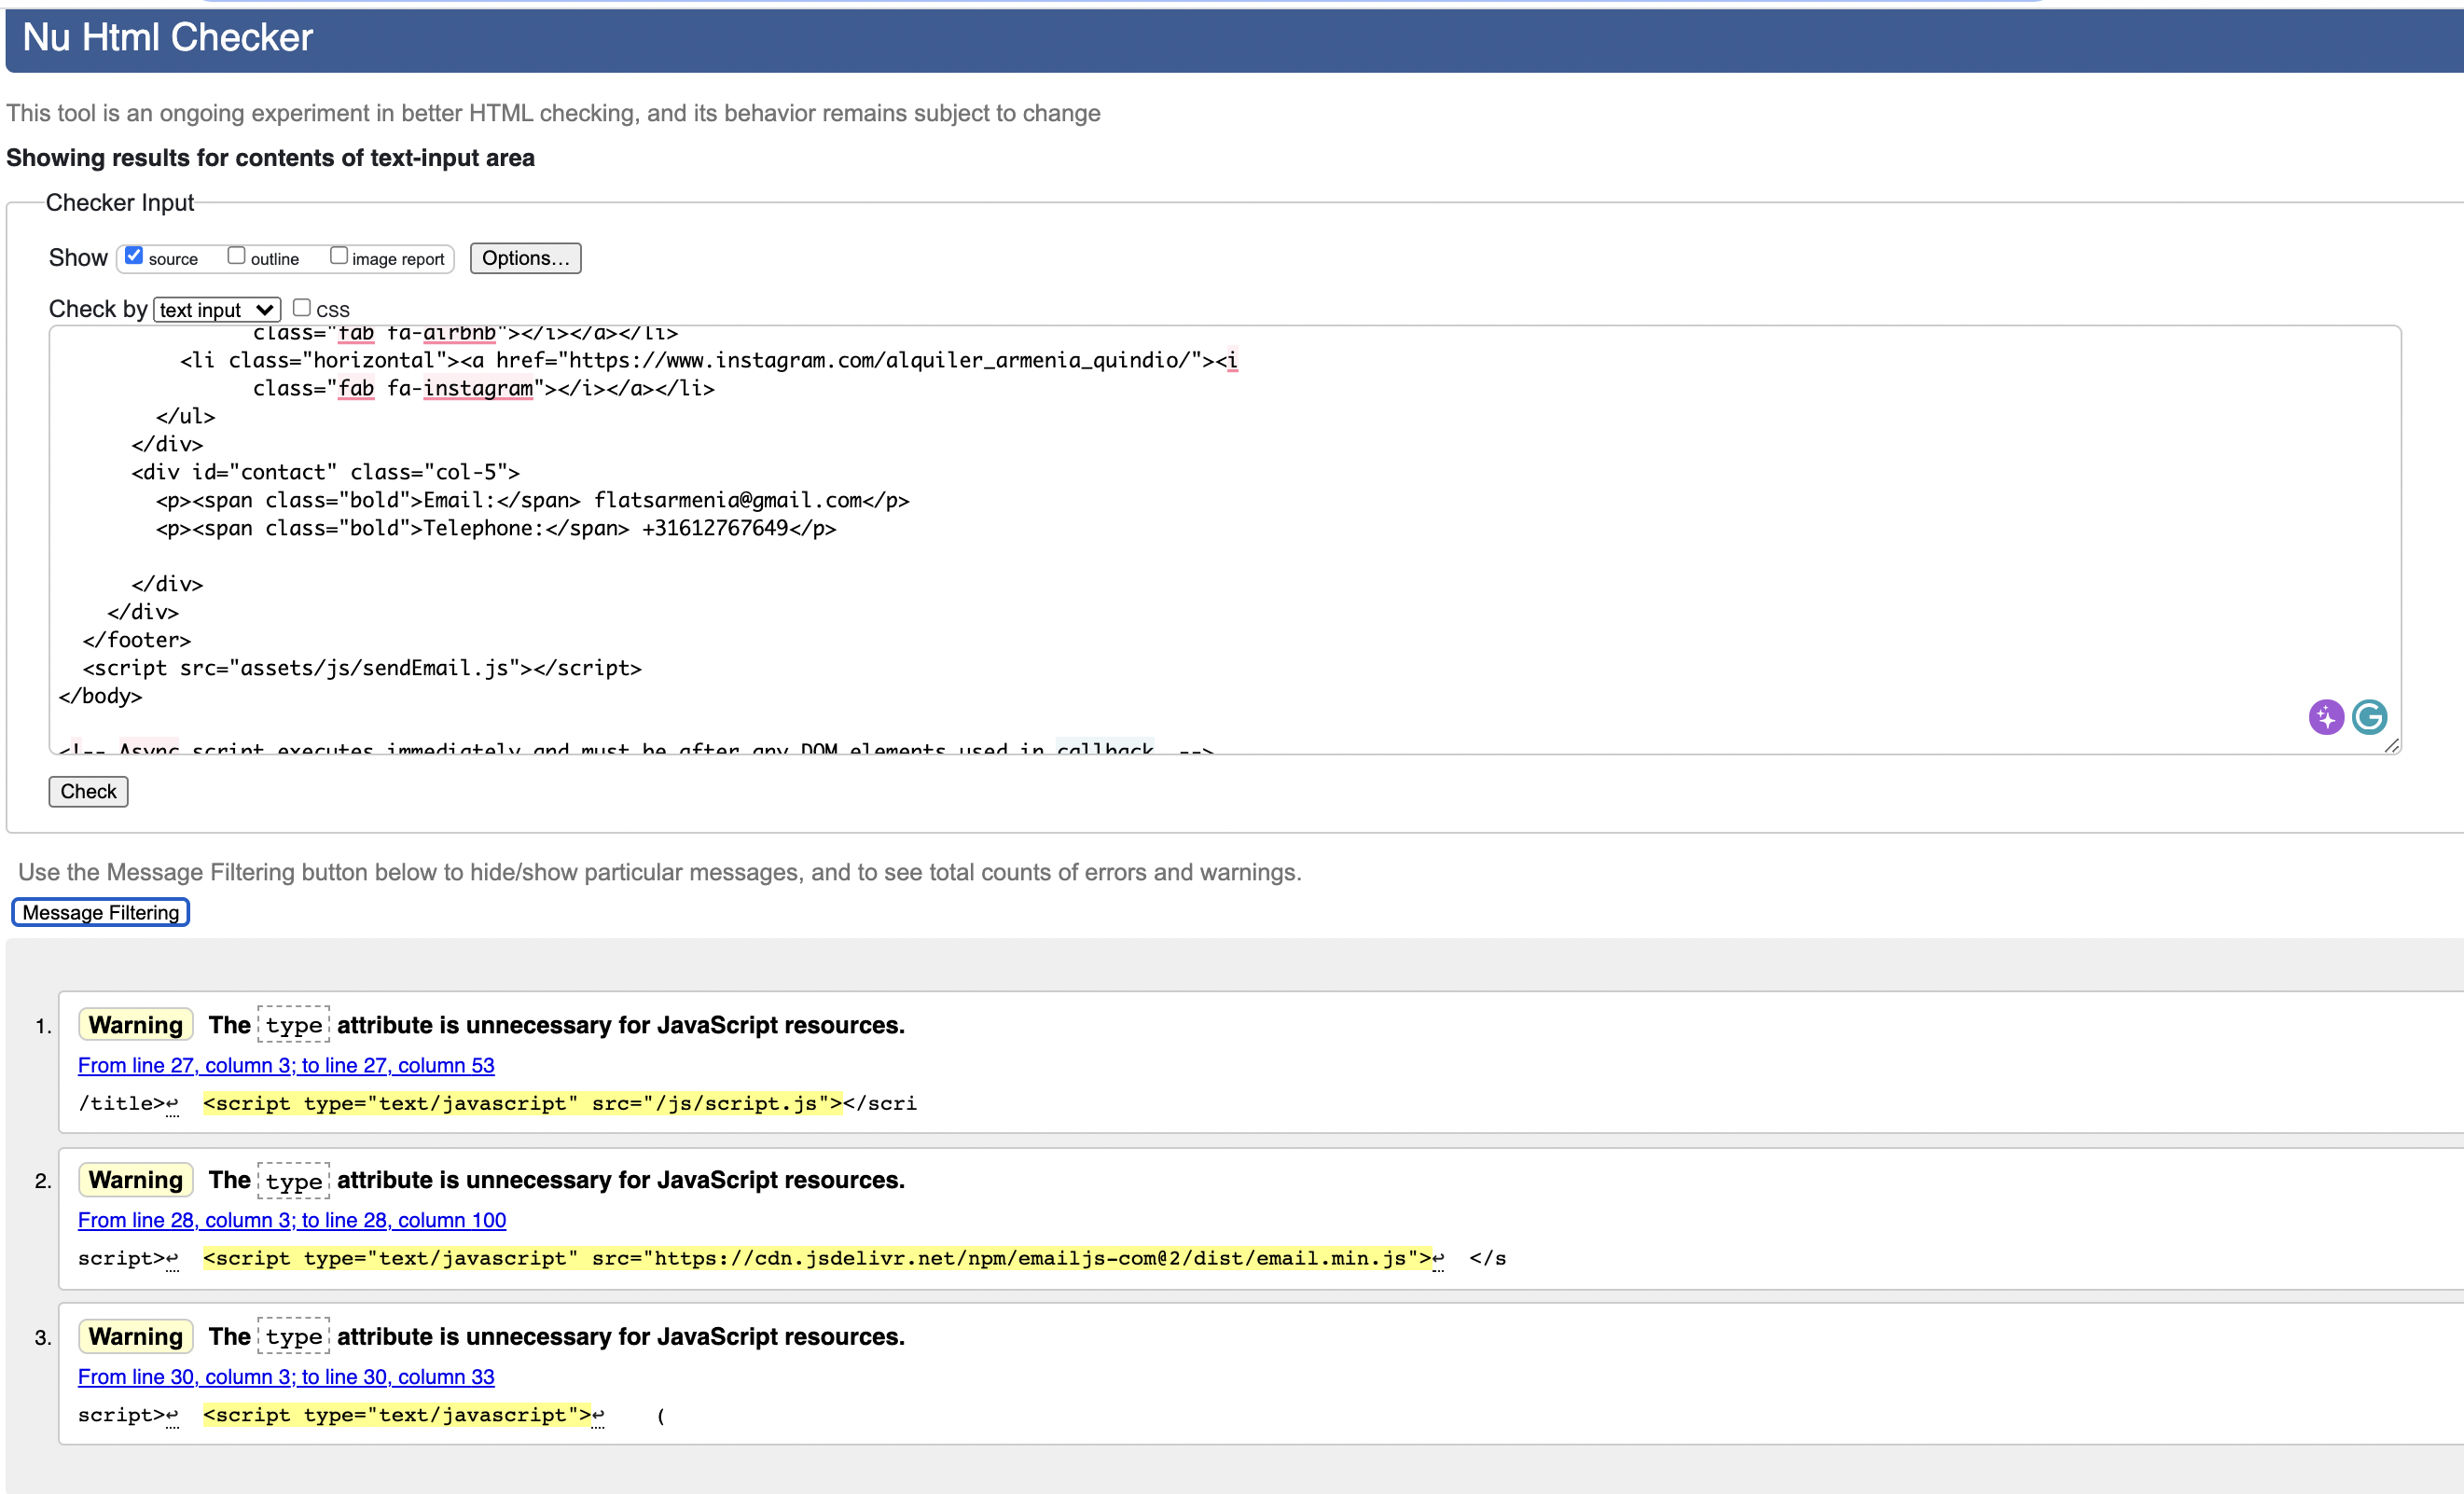 Nu Html Checker
This tool is an ongoing experiment in better HTML checking, and its behavior remains subject to change
Showing results for contents of text-input area
Checker Input
Show source outline image report Options...
Check by text input css
class="fab fa-airbnb"></i></a></li>
<li class="horizontal"><a href="https://www.instagram.com/alquiler_armenia_quindio/"><i
class="fab fa-instagram"></i></a></li>
</ul>
</div>
<div id="contact" class="col-5">
<p><span class="bold">Email:</span> flatsarmenia@gmail.com</p>
<p><span class="bold">Telephone:</span> +31612767649</p>
</div>
</div>
</footer>
<script src="assets/js/sendEmail.js"></script>
</body>
<!-- Async script executes immediately and must be after any DOM elements used in callback. -->
Check
Use the Message Filtering button below to hide/show particular messages, and to see total counts of errors and warnings.
Message Filtering
1. Warning The type attribute is unnecessary for JavaScript resources.
From line 27, column 3; to line 27, column 53
/title>↩ <script type="text/javascript" src="/js/script.js"></scri
2. Warning The type attribute is unnecessary for JavaScript resources.
From line 28, column 3; to line 28, column 100
script>↩ <script type="text/javascript" src="https://cdn.jsdelivr.net/npm/emailjs-com@2/dist/email.min.js">↩ </s
3. Warning The type attribute is unnecessary for JavaScript resources.
From line 30, column 3; to line 30, column 33
script>↩ <script type="text/javascript">↩ (